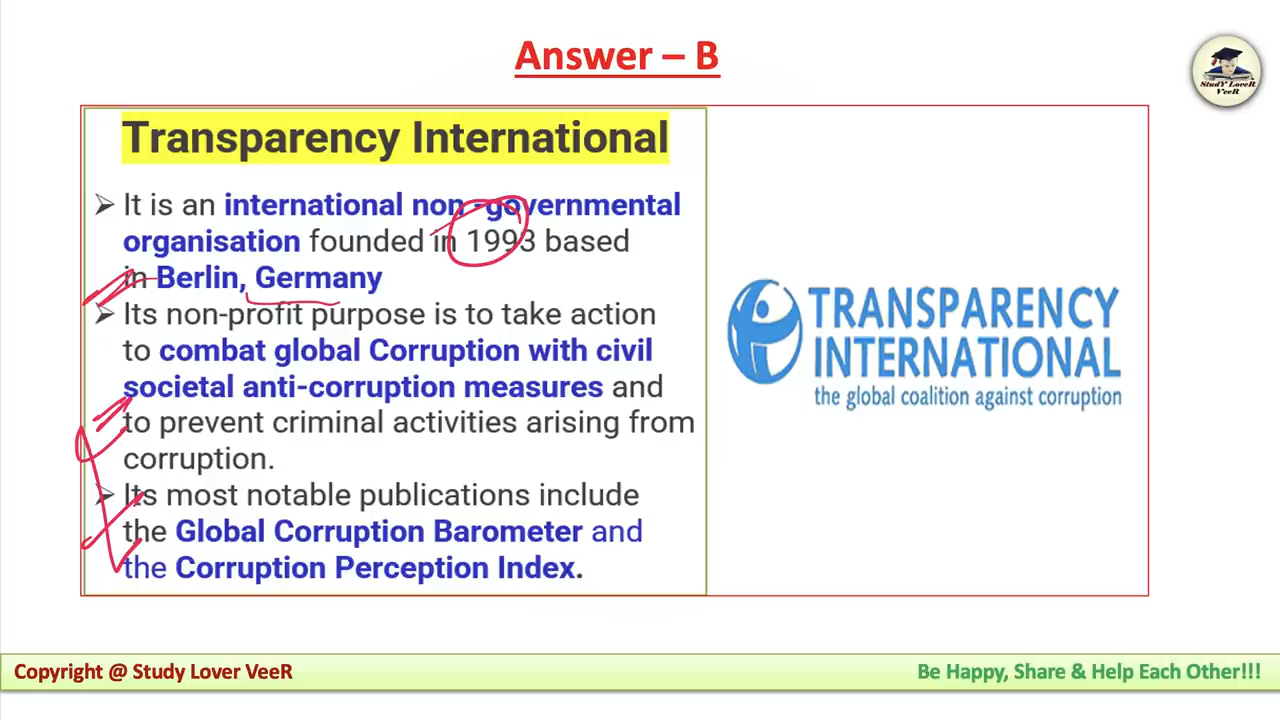 Answer – B
StudY LoveR
VeeR
Transparency International
➢ It is an international non -governmental
organisation founded in 1993 based
in Berlin, Germany
➢ Its non-profit purpose is to take action
to combat global Corruption with civil
societal anti-corruption measures and
to prevent criminal activities arising from
corruption.
➢ Its most notable publications include
the Global Corruption Barometer and
the Corruption Perception Index.
TRANSPARENCY
INTERNATIONAL
the global coalition against corruption
Copyright @ Study Lover VeeR
Be Happy, Share & Help Each Other!!!